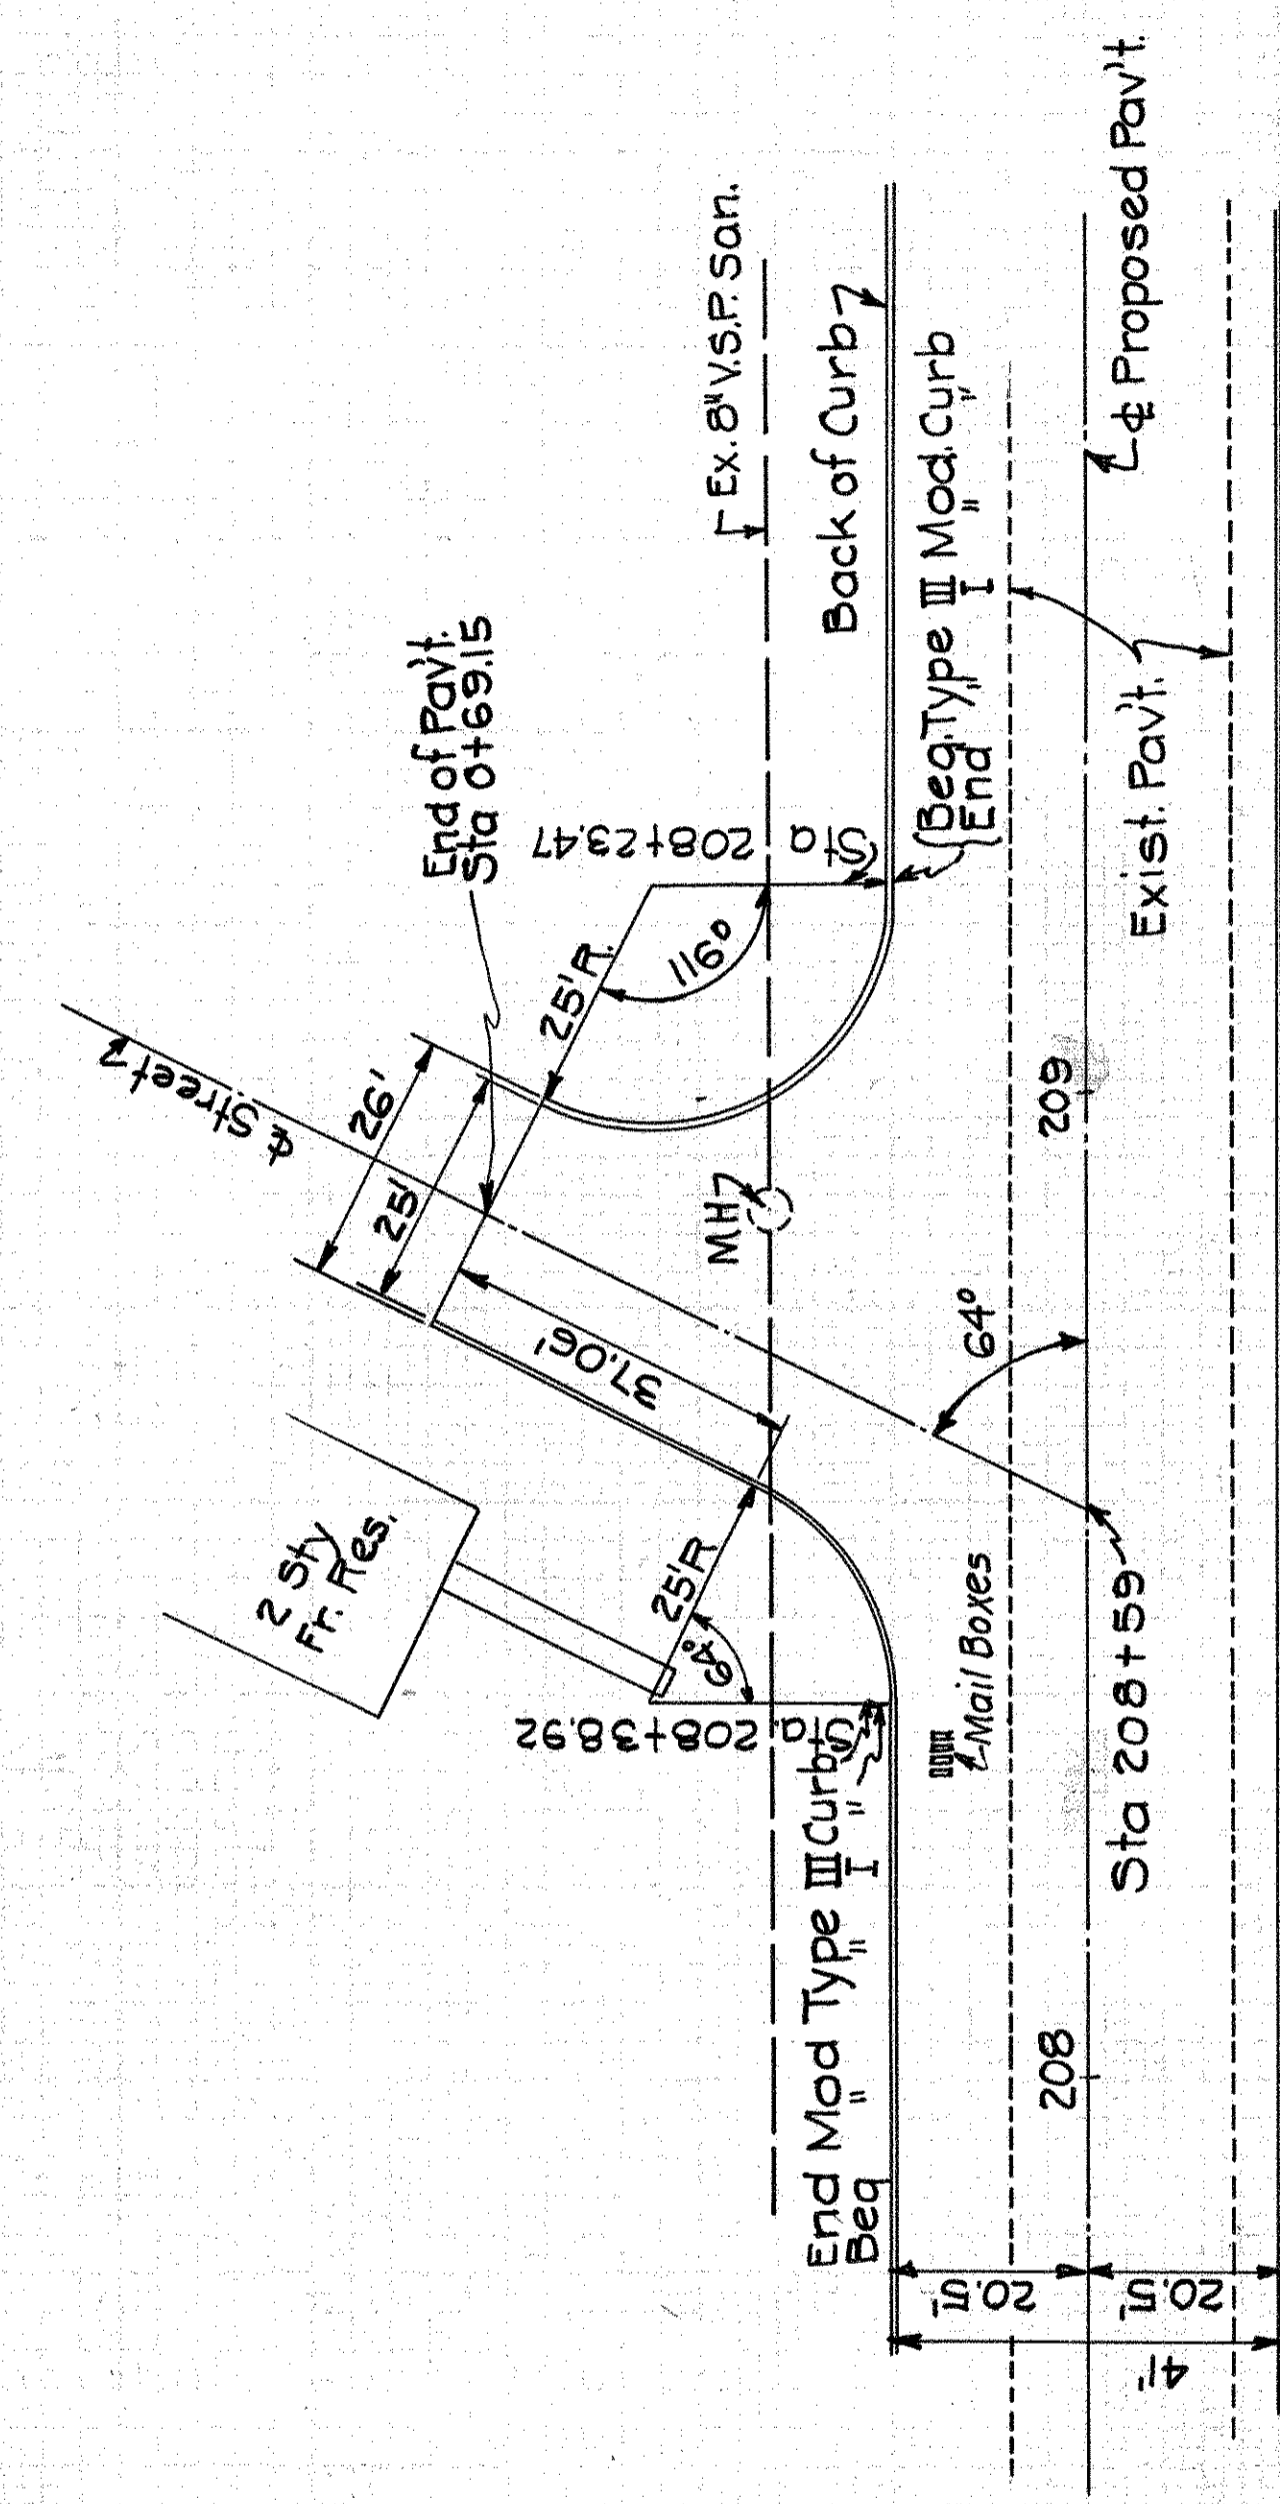 ℄ Street 2
26'
25'
End of Pav't.
Sta 0+69.15
25' R.
116°
Ex. 8" V.S.P. San.
Sta 208+23.47
Back of Curb
Beg. Type III Mod. Curb
End " I " "
37.06'
MH
2 Sty
Fr. Res.
25' R
64°
64°
Sta. 208+38.92
End Mod Type III Curb
Beg " " I "
Mail Boxes
208
209
Sta 208+59
Exist. Pav't.
℄ Proposed Pav't.
20.5'
20.5'
41'